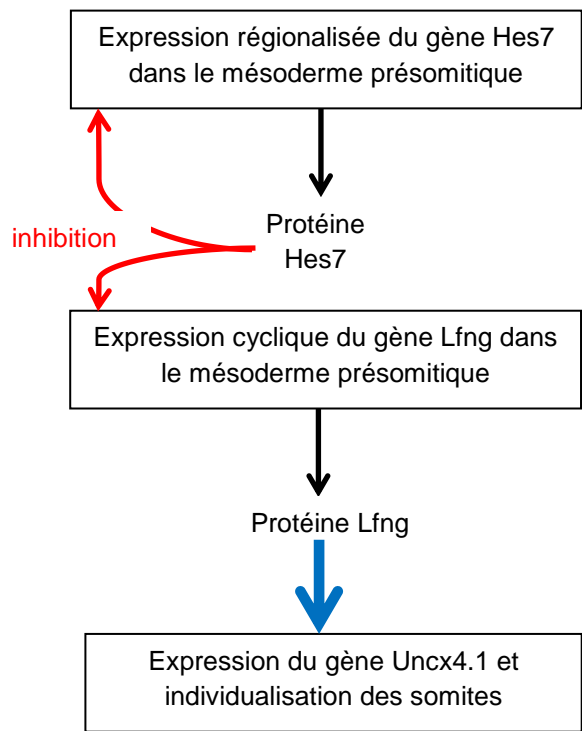 Expression régionalisée du gène Hes7
dans le mésoderme présomitique
Protéine
Hes7
inhibition
Expression cyclique du gène Lfng dans
le mésoderme présomitique
Protéine Lfng
Expression du gène Uncx4.1 et
individualisation des somites